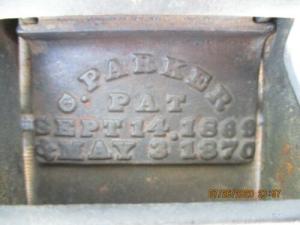 C. PARKER
PAT
SEPT 14. 1869
& MAY 3 1870